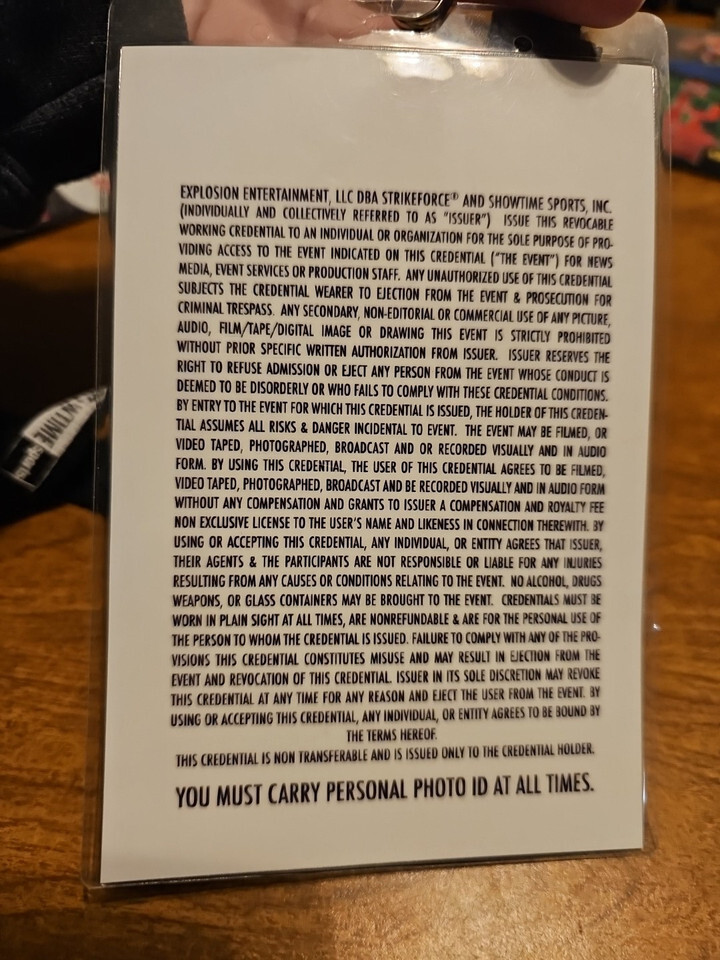 EXPLOSION ENTERTAINMENT, LLC DBA STRIKEFORCE® AND SHOWTIME SPORTS, INC.
(INDIVIDUALLY AND COLLECTIVELY REFERRED TO AS "ISSUER") ISSUE THIS REVOCABLE
WORKING CREDENTIAL TO AN INDIVIDUAL OR ORGANIZATION FOR THE SOLE PURPOSE OF PRO-
VIDING ACCESS TO THE EVENT INDICATED ON THIS CREDENTIAL ("THE EVENT") FOR NEWS
MEDIA, EVENT SERVICES OR PRODUCTION STAFF. ANY UNAUTHORIZED USE OF THIS CREDENTIAL
SUBJECTS THE CREDENTIAL WEARER TO EJECTION FROM THE EVENT & PROSECUTION FOR
CRIMINAL TRESPASS. ANY SECONDARY, NON-EDITORIAL OR COMMERCIAL USE OF ANY PICTURE,
AUDIO, FILM/TAPE/DIGITAL IMAGE OR DRAWING THIS EVENT IS STRICTLY PROHIBITED
WITHOUT PRIOR SPECIFIC WRITTEN AUTHORIZATION FROM ISSUER. ISSUER RESERVES THE
RIGHT TO REFUSE ADMISSION OR EJECT ANY PERSON FROM THE EVENT WHOSE CONDUCT IS
DEEMED TO BE DISORDERLY OR WHO FAILS TO COMPLY WITH THESE CREDENTIAL CONDITIONS.
BY ENTRY TO THE EVENT FOR WHICH THIS CREDENTIAL IS ISSUED, THE HOLDER OF THIS CREDEN-
TIAL ASSUMES ALL RISKS & DANGER INCIDENTAL TO EVENT. THE EVENT MAY BE FILMED, OR
VIDEO TAPED, PHOTOGRAPHED, BROADCAST AND OR RECORDED VISUALLY AND IN AUDIO
FORM. BY USING THIS CREDENTIAL, THE USER OF THIS CREDENTIAL AGREES TO BE FILMED,
VIDEO TAPED, PHOTOGRAPHED, BROADCAST AND BE RECORDED VISUALLY AND IN AUDIO FORM
WITHOUT ANY COMPENSATION AND GRANTS TO ISSUER A COMPENSATION AND ROYALTY FEE
NON EXCLUSIVE LICENSE TO THE USER'S NAME AND LIKENESS IN CONNECTION THEREWITH. BY
USING OR ACCEPTING THIS CREDENTIAL, ANY INDIVIDUAL, OR ENTITY AGREES THAT ISSUER,
THEIR AGENTS & THE PARTICIPANTS ARE NOT RESPONSIBLE OR LIABLE FOR ANY INJURIES
RESULTING FROM ANY CAUSES OR CONDITIONS RELATING TO THE EVENT. NO ALCOHOL, DRUGS
WEAPONS, OR GLASS CONTAINERS MAY BE BROUGHT TO THE EVENT. CREDENTIALS MUST BE
WORN IN PLAIN SIGHT AT ALL TIMES, ARE NONREFUNDABLE & ARE FOR THE PERSONAL USE OF
THE PERSON TO WHOM THE CREDENTIAL IS ISSUED. FAILURE TO COMPLY WITH ANY OF THE PRO-
VISIONS THIS CREDENTIAL CONSTITUTES MISUSE AND MAY RESULT IN EJECTION FROM THE
EVENT AND REVOCATION OF THIS CREDENTIAL. ISSUER IN ITS SOLE DISCRETION MAY REVOKE
THIS CREDENTIAL AT ANY TIME FOR ANY REASON AND EJECT THE USER FROM THE EVENT. BY
USING OR ACCEPTING THIS CREDENTIAL, ANY INDIVIDUAL, OR ENTITY AGREES TO BE BOUND BY
THE TERMS HEREOF.
THIS CREDENTIAL IS NON TRANSFERABLE AND IS ISSUED ONLY TO THE CREDENTIAL HOLDER.
YOU MUST CARRY PERSONAL PHOTO ID AT ALL TIMES.